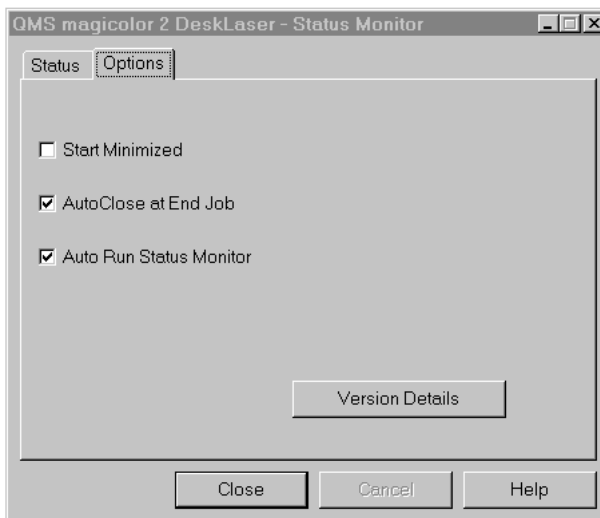 QMS magicolor 2 DeskLaser - Status Monitor
Status Options
Start Minimized
AutoClose at End Job
Auto Run Status Monitor
Version Details
Close Cancel Help